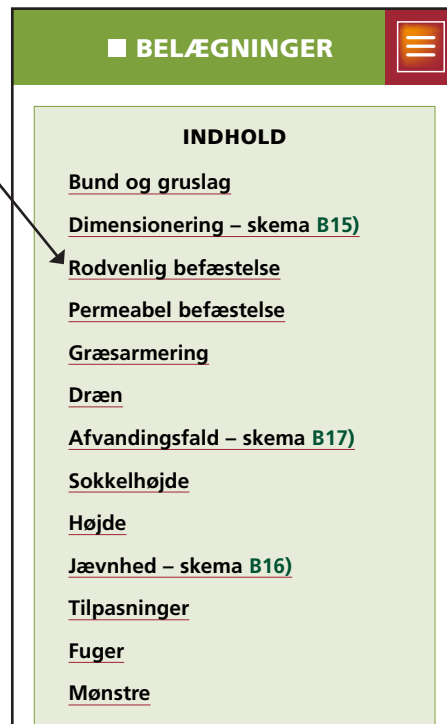 BELÆGNINGER
INDHOLD
Bund og gruslag
Dimensionering – skema B15)
Rodvenlig befæstelse
Permeabel befæstelse
Græsarmering
Dræn
Afvandingsfald – skema B17)
Sokkelhøjde
Højde
Jævnhed – skema B16)
Tilpasninger
Fuger
Mønstre